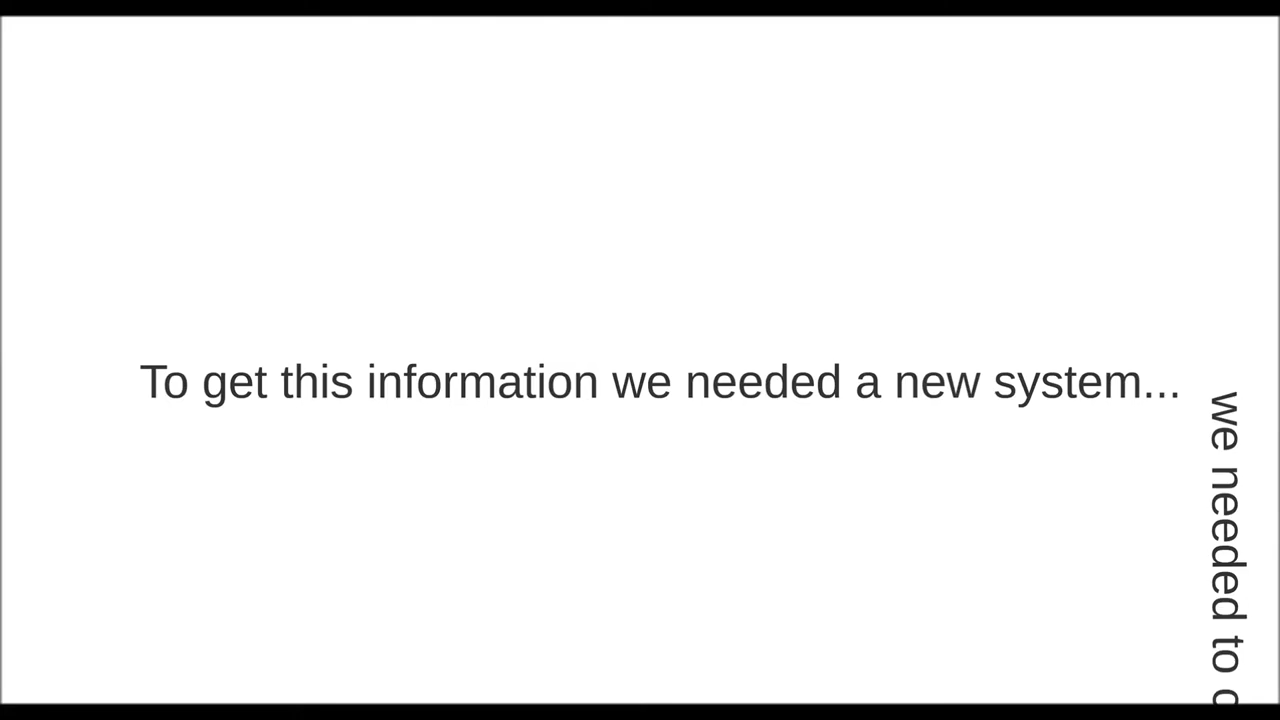 To get this information we needed a new system...
we needed to